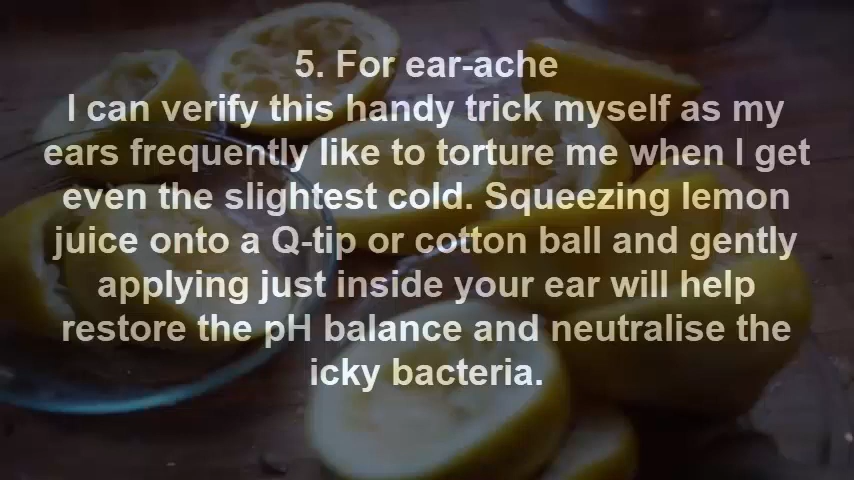 5. For ear-ache
I can verify this handy trick myself as my
ears frequently like to torture me when I get
even the slightest cold. Squeezing lemon
juice onto a Q-tip or cotton ball and gently
applying just inside your ear will help
restore the pH balance and neutralise the
icky bacteria.